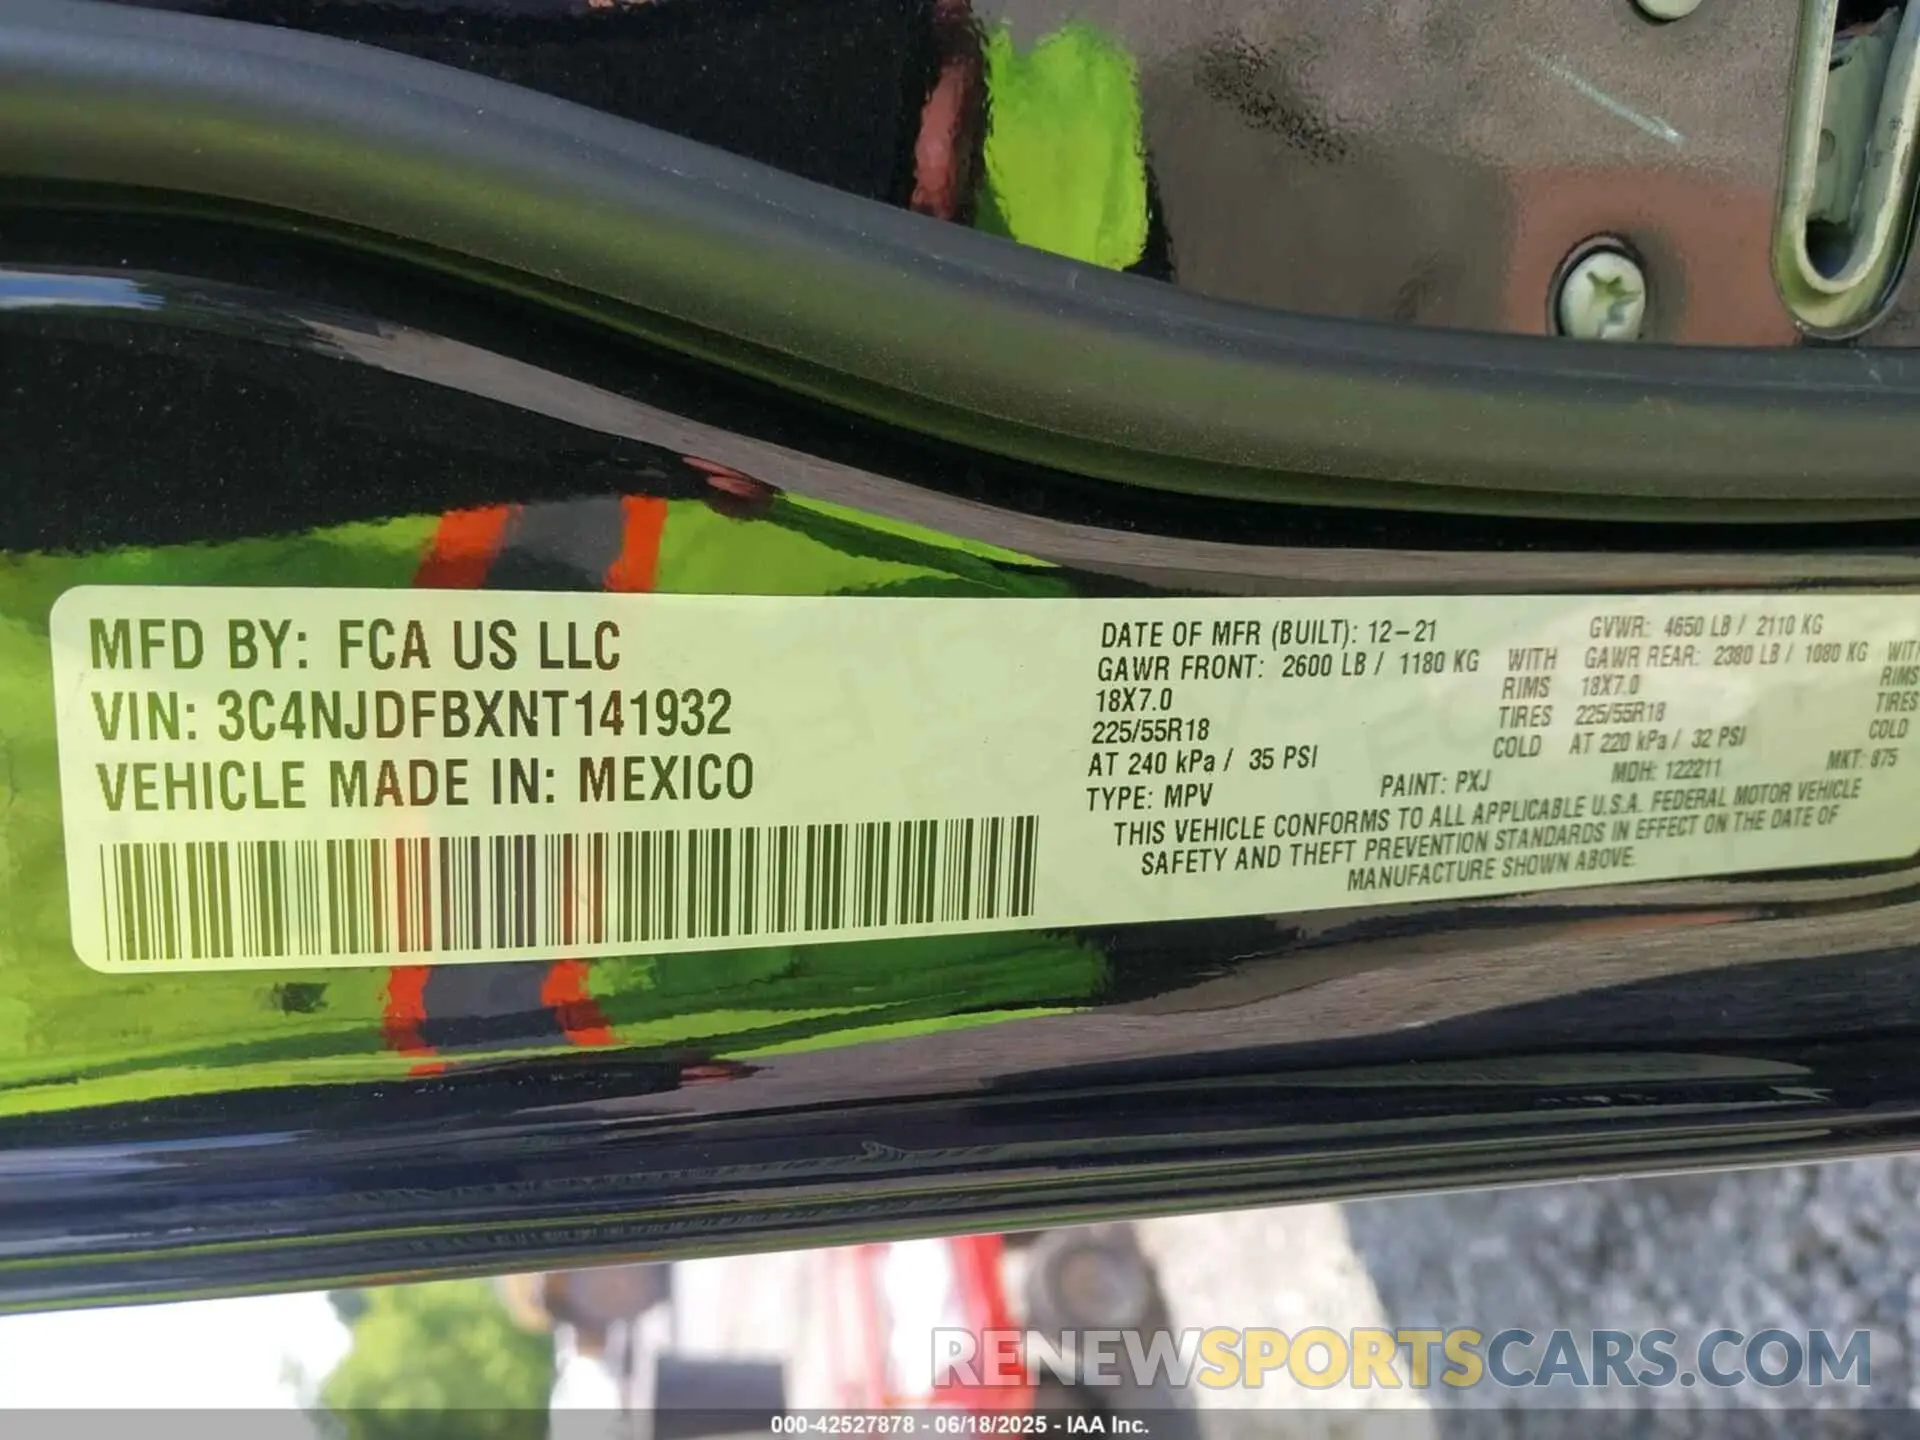 MFD BY: FCA US LLC
VIN: 3C4NJDFBXNT141932
VEHICLE MADE IN: MEXICO
DATE OF MFR (BUILT): 12-21 GVWR: 4650 LB / 2110 KG
GAWR FRONT: 2600 LB / 1180 KG WITH GAWR REAR: 2380 LB / 1080 KG WITH
18X7.0 RIMS 18X7.0 RIMS
225/55R18 TIRES 225/55R18 TIRES
AT 240 kPa / 35 PSI COLD AT 220 kPa / 32 PSI COLD
TYPE: MPV PAINT: PXJ MDH: 122211 MKT: 875
THIS VEHICLE CONFORMS TO ALL APPLICABLE U.S.A. FEDERAL MOTOR VEHICLE
SAFETY AND THEFT PREVENTION STANDARDS IN EFFECT ON THE DATE OF
MANUFACTURE SHOWN ABOVE.
RENEWSPORTSCARS.COM
000-42527878 - 06/18/2025 - IAA Inc.